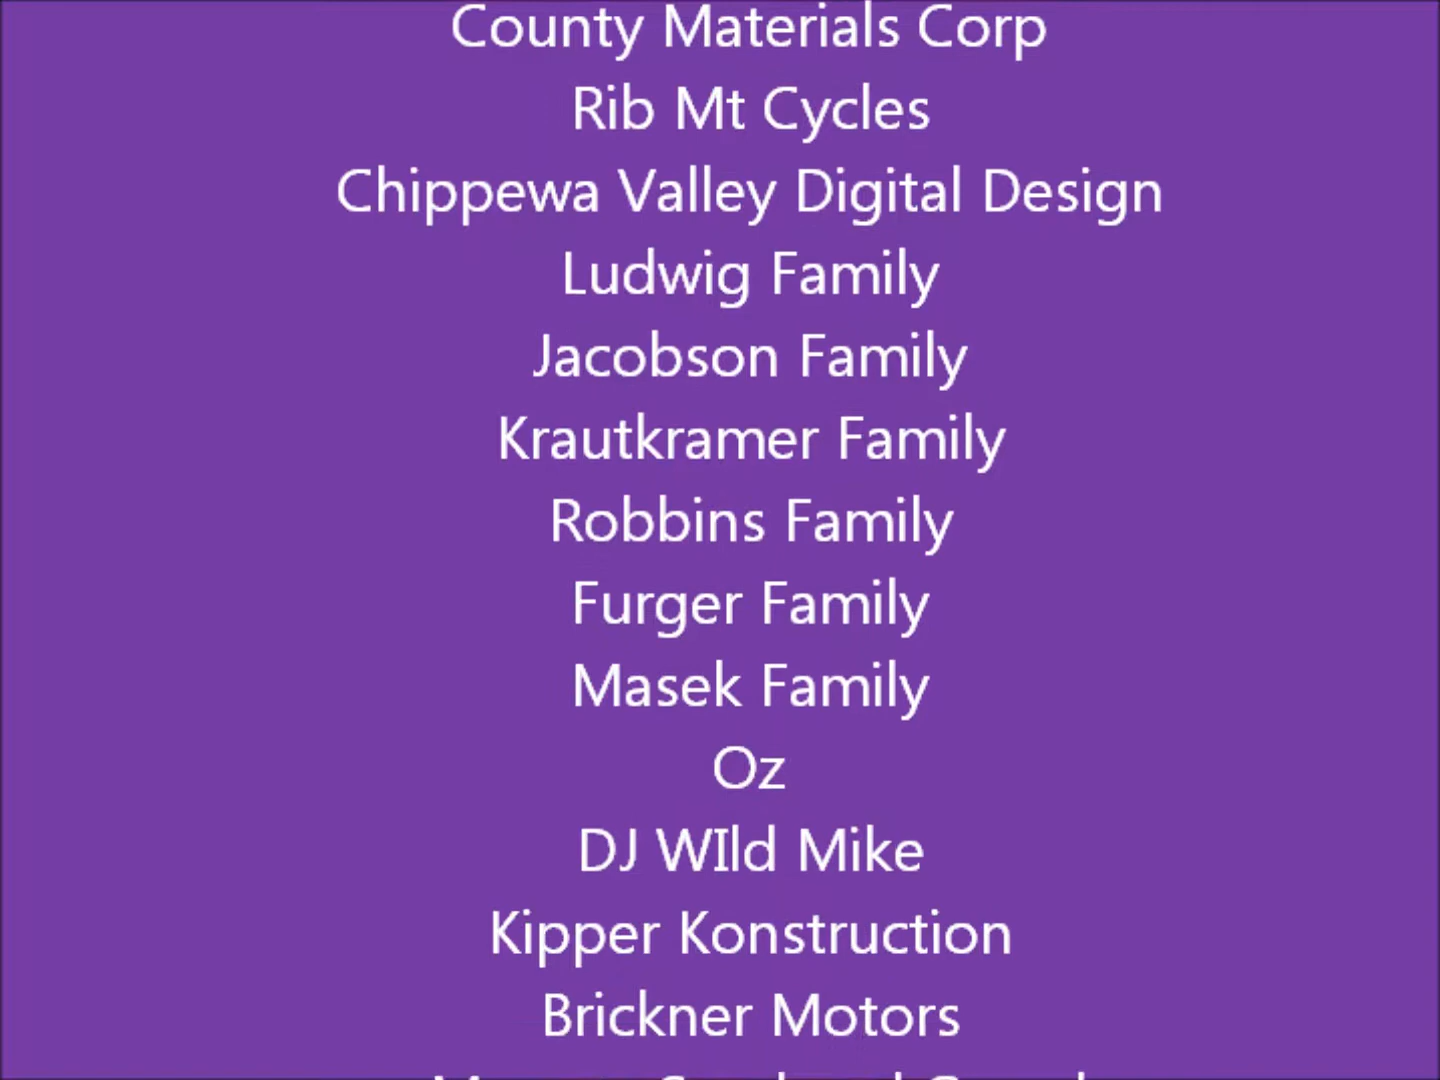 County Materials Corp
Rib Mt Cycles
Chippewa Valley Digital Design
Ludwig Family
Jacobson Family
Krautkramer Family
Robbins Family
Furger Family
Masek Family
Oz
DJ WIld Mike
Kipper Konstruction
Brickner Motors